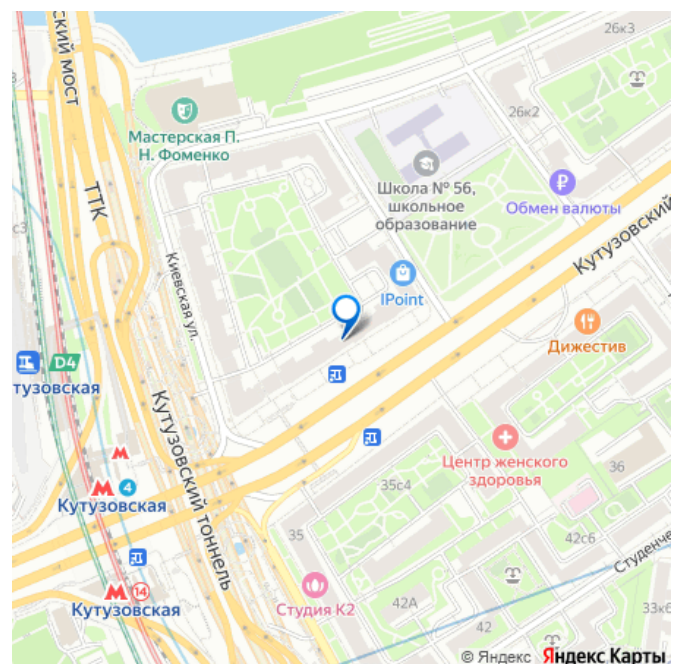 ский мост
26к3
26к2
Мастерская П.
Н. Фоменко
ТТК
с3
Школа № 56,
школьное
образование
Обмен валюты
₽
Кутузовский
Киевская ул.
IPoint
Дижестив
D4
тузовская
Кутузовский тоннель
Центр женского
здоровья
М 4
Кутузовская
35с4
36
35
42с6
Студенче
М 14
Кутузовская
Студия К2
42А
42
33к6
© Яндекс Яндекс Карты